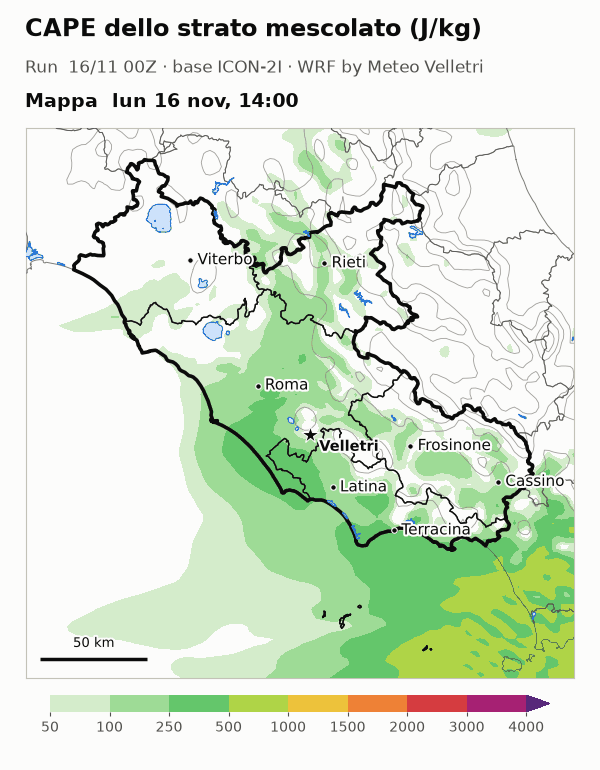 CAPE dello strato mescolato (J/kg)
Run 16/11 00Z · base ICON-2I · WRF by Meteo Velletri
Mappa lun 16 nov, 14:00
Viterbo
Rieti
Roma
Velletri
Frosinone
Cassino
Latina
Terracina
50 km
50 100 250 500 1000 1500 2000 3000 4000